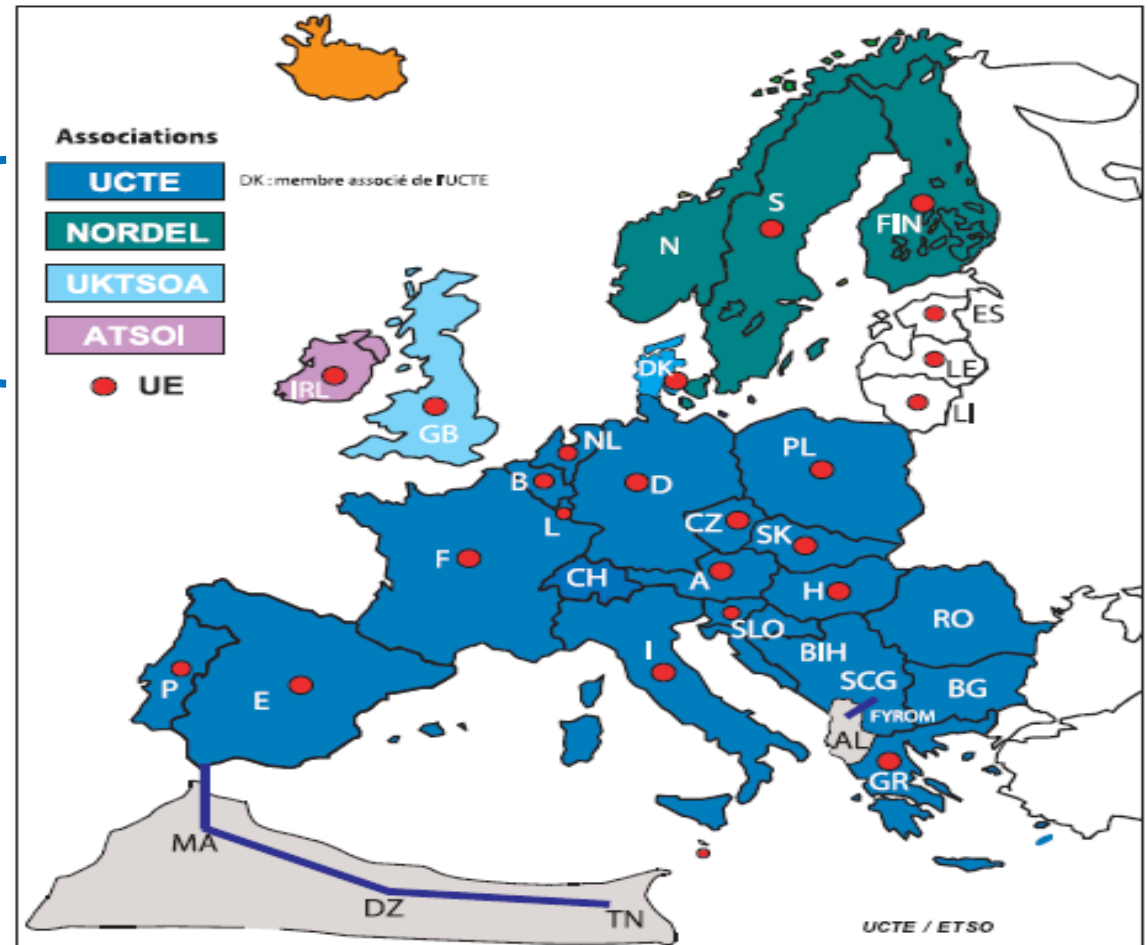 Associations
UCTE
DK : membre associé de l'UCTE
NORDEL
UKTSOA
ATSOI
UE
S
FIN
N
ES
LE
LI
DK
IRL
GB
NL
PL
B
D
L
CZ
SK
F
CH
A
H
SLO
RO
BIH
I
SCG
BG
P
E
FYROM
AL
GR
MA
DZ
TN
UCTE / ETSO